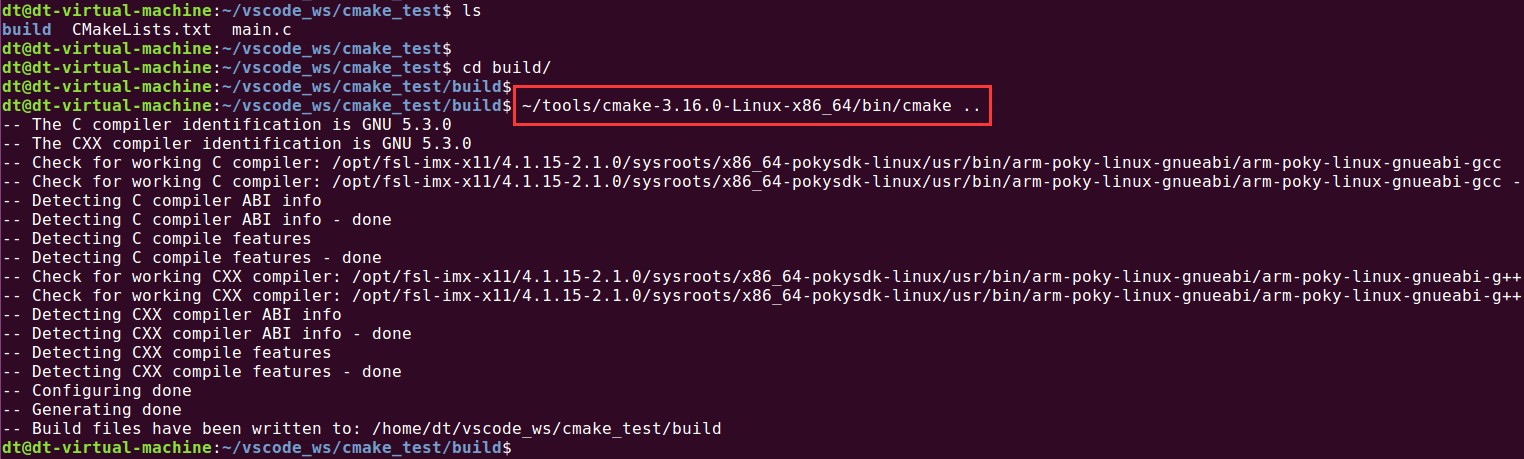 dt@dt-virtual-machine:~/vscode_ws/cmake_test$ ls
build  CMakeLists.txt  main.c
dt@dt-virtual-machine:~/vscode_ws/cmake_test$
dt@dt-virtual-machine:~/vscode_ws/cmake_test$ cd build/
dt@dt-virtual-machine:~/vscode_ws/cmake_test/build$
dt@dt-virtual-machine:~/vscode_ws/cmake_test/build$ ~/tools/cmake-3.16.0-Linux-x86_64/bin/cmake ..
-- The C compiler identification is GNU 5.3.0
-- The CXX compiler identification is GNU 5.3.0
-- Check for working C compiler: /opt/fsl-imx-x11/4.1.15-2.1.0/sysroots/x86_64-pokysdk-linux/usr/bin/arm-poky-linux-gnueabi/arm-poky-linux-gnueabi-gcc
-- Check for working C compiler: /opt/fsl-imx-x11/4.1.15-2.1.0/sysroots/x86_64-pokysdk-linux/usr/bin/arm-poky-linux-gnueabi/arm-poky-linux-gnueabi-gcc -
-- Detecting C compiler ABI info
-- Detecting C compiler ABI info - done
-- Detecting C compile features
-- Detecting C compile features - done
-- Check for working CXX compiler: /opt/fsl-imx-x11/4.1.15-2.1.0/sysroots/x86_64-pokysdk-linux/usr/bin/arm-poky-linux-gnueabi/arm-poky-linux-gnueabi-g++
-- Check for working CXX compiler: /opt/fsl-imx-x11/4.1.15-2.1.0/sysroots/x86_64-pokysdk-linux/usr/bin/arm-poky-linux-gnueabi/arm-poky-linux-gnueabi-g++
-- Detecting CXX compiler ABI info
-- Detecting CXX compiler ABI info - done
-- Detecting CXX compile features
-- Detecting CXX compile features - done
-- Configuring done
-- Generating done
-- Build files have been written to: /home/dt/vscode_ws/cmake_test/build
dt@dt-virtual-machine:~/vscode_ws/cmake_test/build$